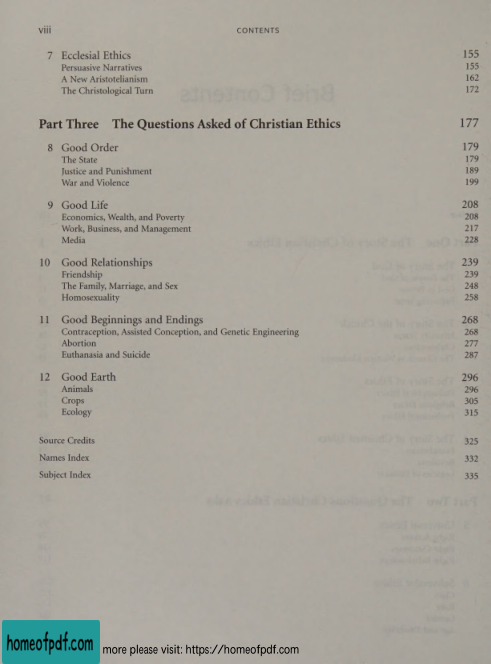 viii CONTENTS
7 Ecclesial Ethics 155
Persuasive Narratives 155
A New Aristotelianism 162
The Christological Turn 172
Part Three The Questions Asked of Christian Ethics 177
8 Good Order 179
The State 179
Justice and Punishment 189
War and Violence 199
9 Good Life 208
Economics, Wealth, and Poverty 208
Work, Business, and Management 217
Media 228
10 Good Relationships 239
Friendship 239
The Family, Marriage, and Sex 248
Homosexuality 258
11 Good Beginnings and Endings 268
Contraception, Assisted Conception, and Genetic Engineering 268
Abortion 277
Euthanasia and Suicide 287
12 Good Earth 296
Animals 296
Crops 305
Ecology 315
Source Credits 325
Names Index 332
Subject Index 335
homeofpdf.com more please visit: https://homeofpdf.com